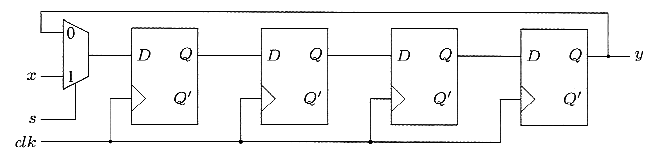 0
D Q D Q D Q D Q y
x 1
Q' Q' Q' Q'
s
clk